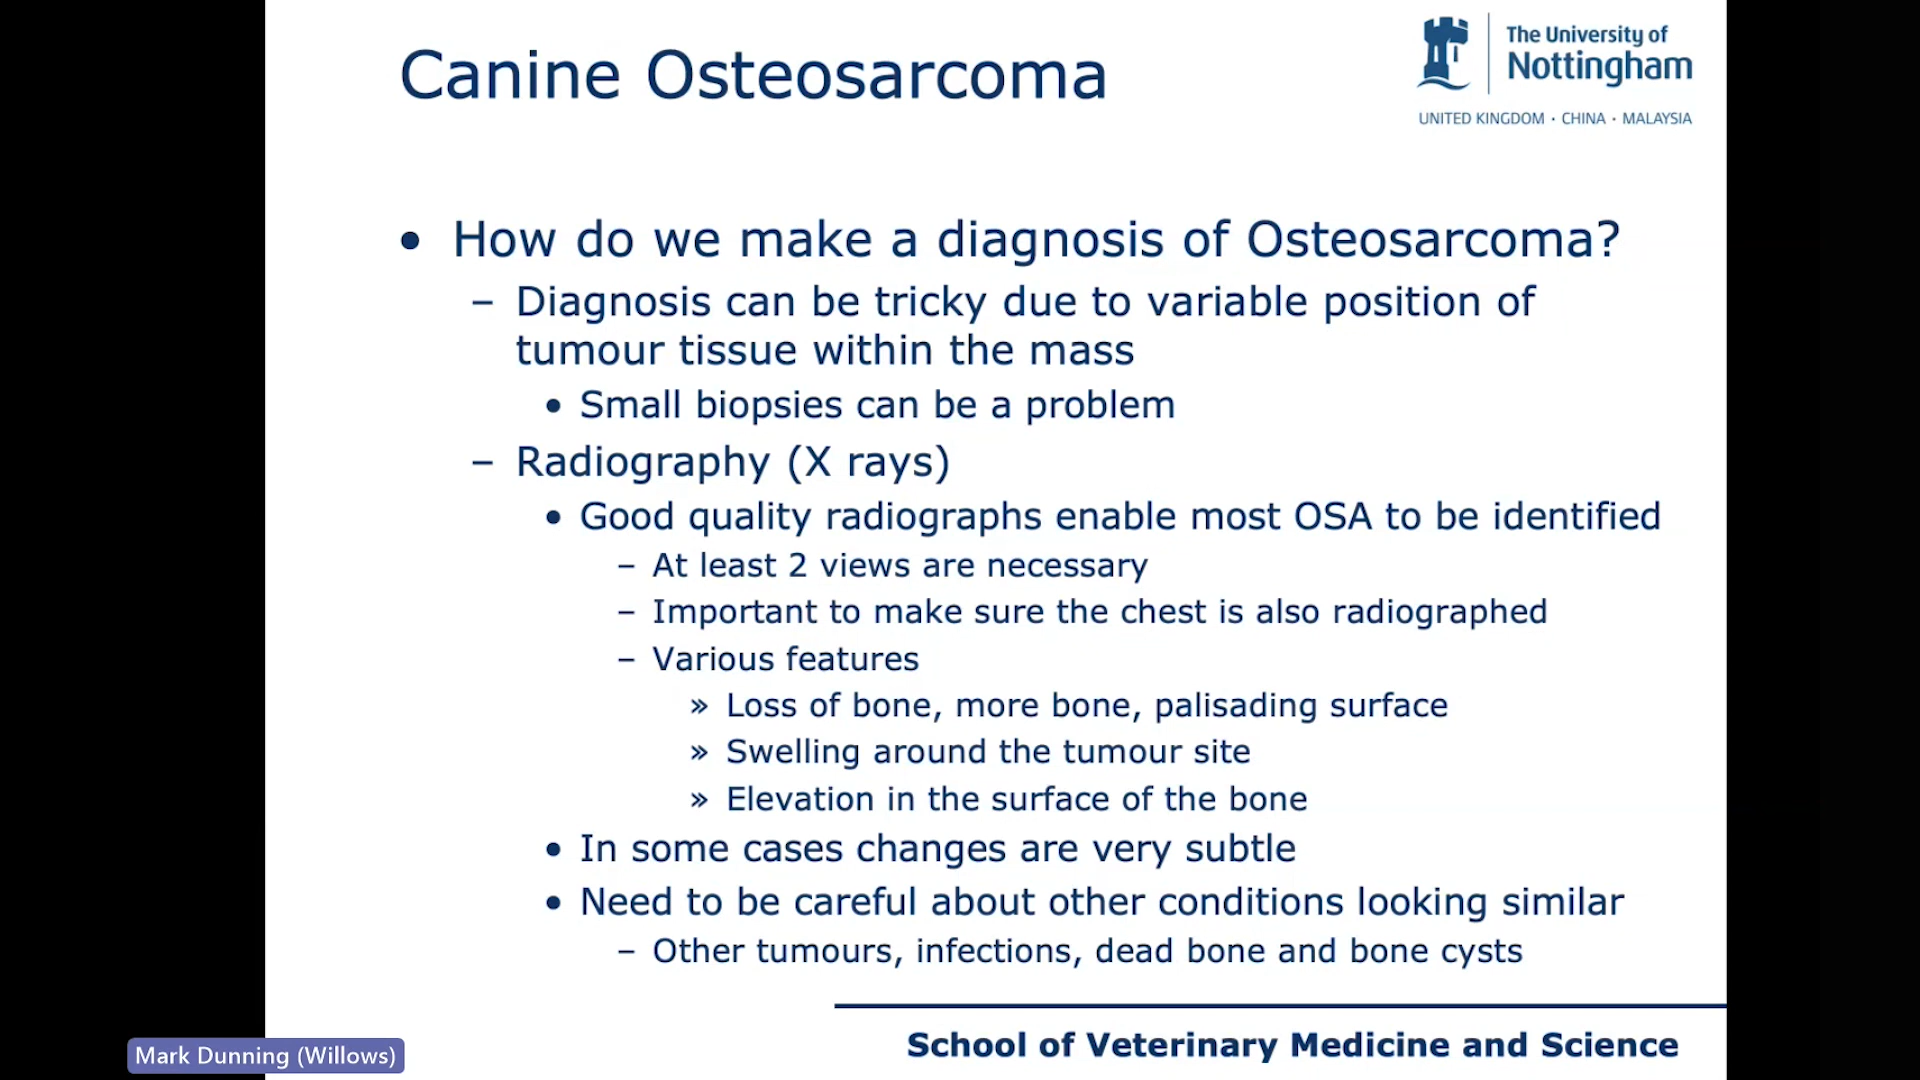 Canine Osteosarcoma
The University of
Nottingham
UNITED KINGDOM · CHINA · MALAYSIA
• How do we make a diagnosis of Osteosarcoma?
– Diagnosis can be tricky due to variable position of
tumour tissue within the mass
• Small biopsies can be a problem
– Radiography (X rays)
• Good quality radiographs enable most OSA to be identified
– At least 2 views are necessary
– Important to make sure the chest is also radiographed
– Various features
» Loss of bone, more bone, palisading surface
» Swelling around the tumour site
» Elevation in the surface of the bone
• In some cases changes are very subtle
• Need to be careful about other conditions looking similar
– Other tumours, infections, dead bone and bone cysts
School of Veterinary Medicine and Science
Mark Dunning (Willows)